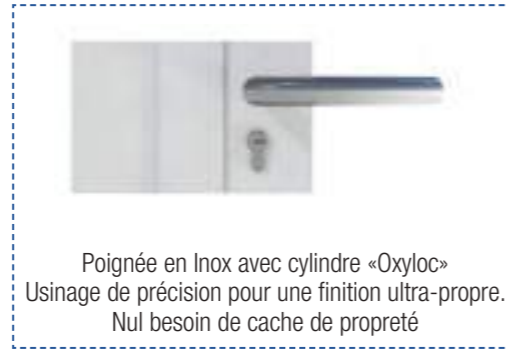 Poignée en Inox avec cylindre «Oxyloc»
Usinage de précision pour une finition ultra-propre.
Nul besoin de cache de propreté